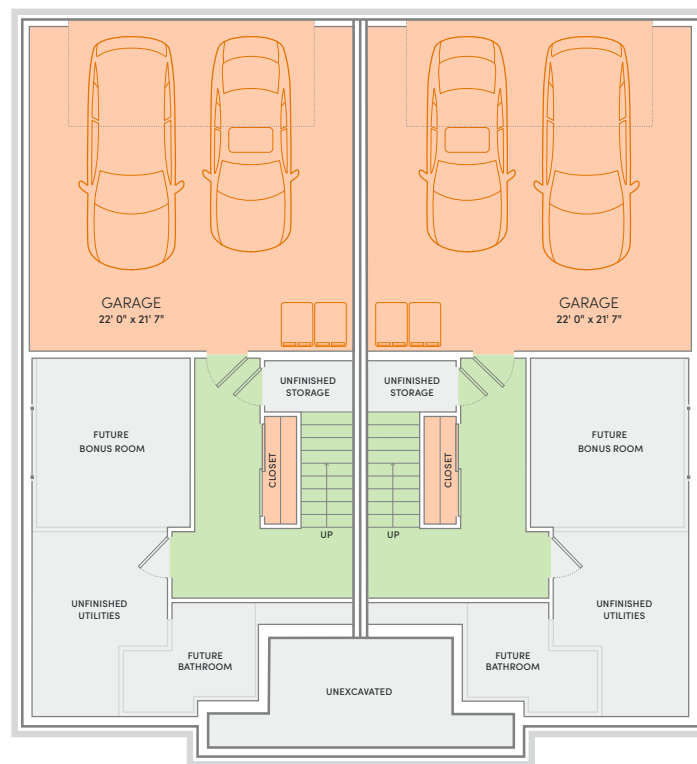 GARAGE
22' 0" x 21' 7"
GARAGE
22' 0" x 21' 7"
UNFINISHED
STORAGE
UNFINISHED
STORAGE
FUTURE
BONUS ROOM
CLOSET
CLOSET
FUTURE
BONUS ROOM
UP
UP
UNFINISHED
UTILITIES
UNFINISHED
UTILITIES
FUTURE
BATHROOM
FUTURE
BATHROOM
UNEXCAVATED